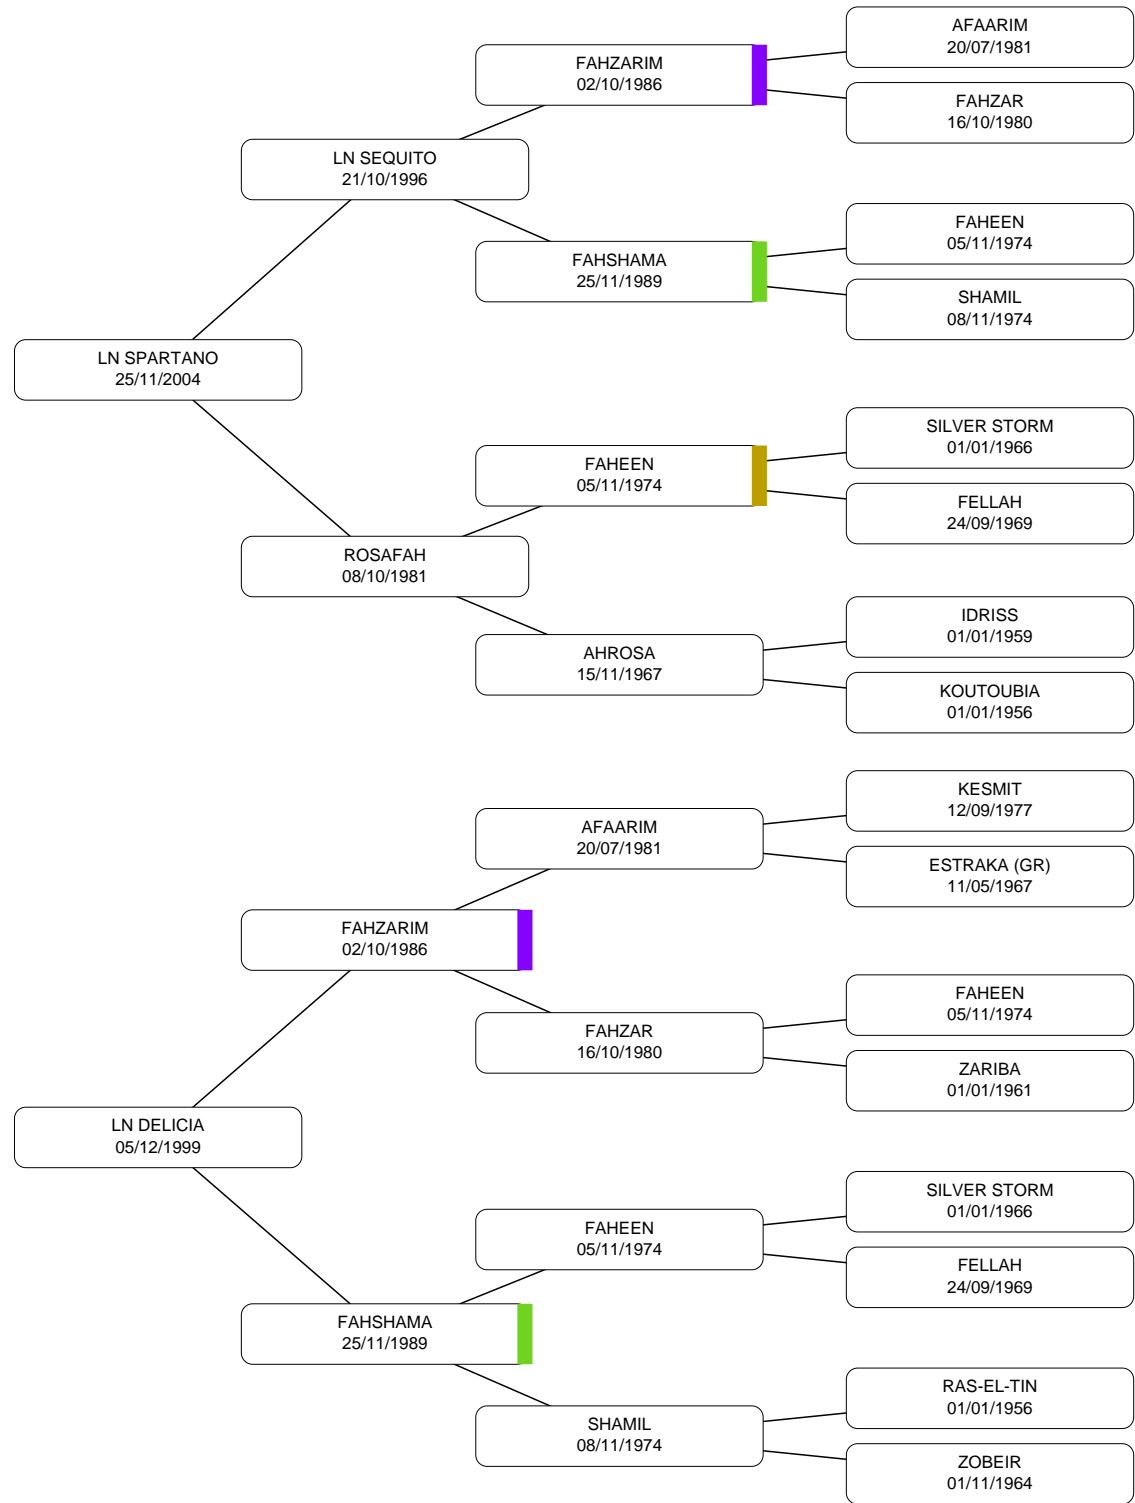 AFAARIM
20/07/1981
FAHZARIM
02/10/1986
FAHZAR
16/10/1980
LN SEQUITO
21/10/1996
FAHEEN
05/11/1974
FAHSHAMA
25/11/1989
SHAMIL
08/11/1974
LN SPARTANO
25/11/2004
SILVER STORM
01/01/1966
FAHEEN
05/11/1974
FELLAH
24/09/1969
ROSAFAH
08/10/1981
IDRISS
01/01/1959
AHROSA
15/11/1967
KOUTOUBIA
01/01/1956
KESMIT
12/09/1977
AFAARIM
20/07/1981
ESTRAKA (GR)
11/05/1967
FAHZARIM
02/10/1986
FAHEEN
05/11/1974
FAHZAR
16/10/1980
ZARIBA
01/01/1961
LN DELICIA
05/12/1999
SILVER STORM
01/01/1966
FAHEEN
05/11/1974
FELLAH
24/09/1969
FAHSHAMA
25/11/1989
RAS-EL-TIN
01/01/1956
SHAMIL
08/11/1974
ZOBEIR
01/11/1964